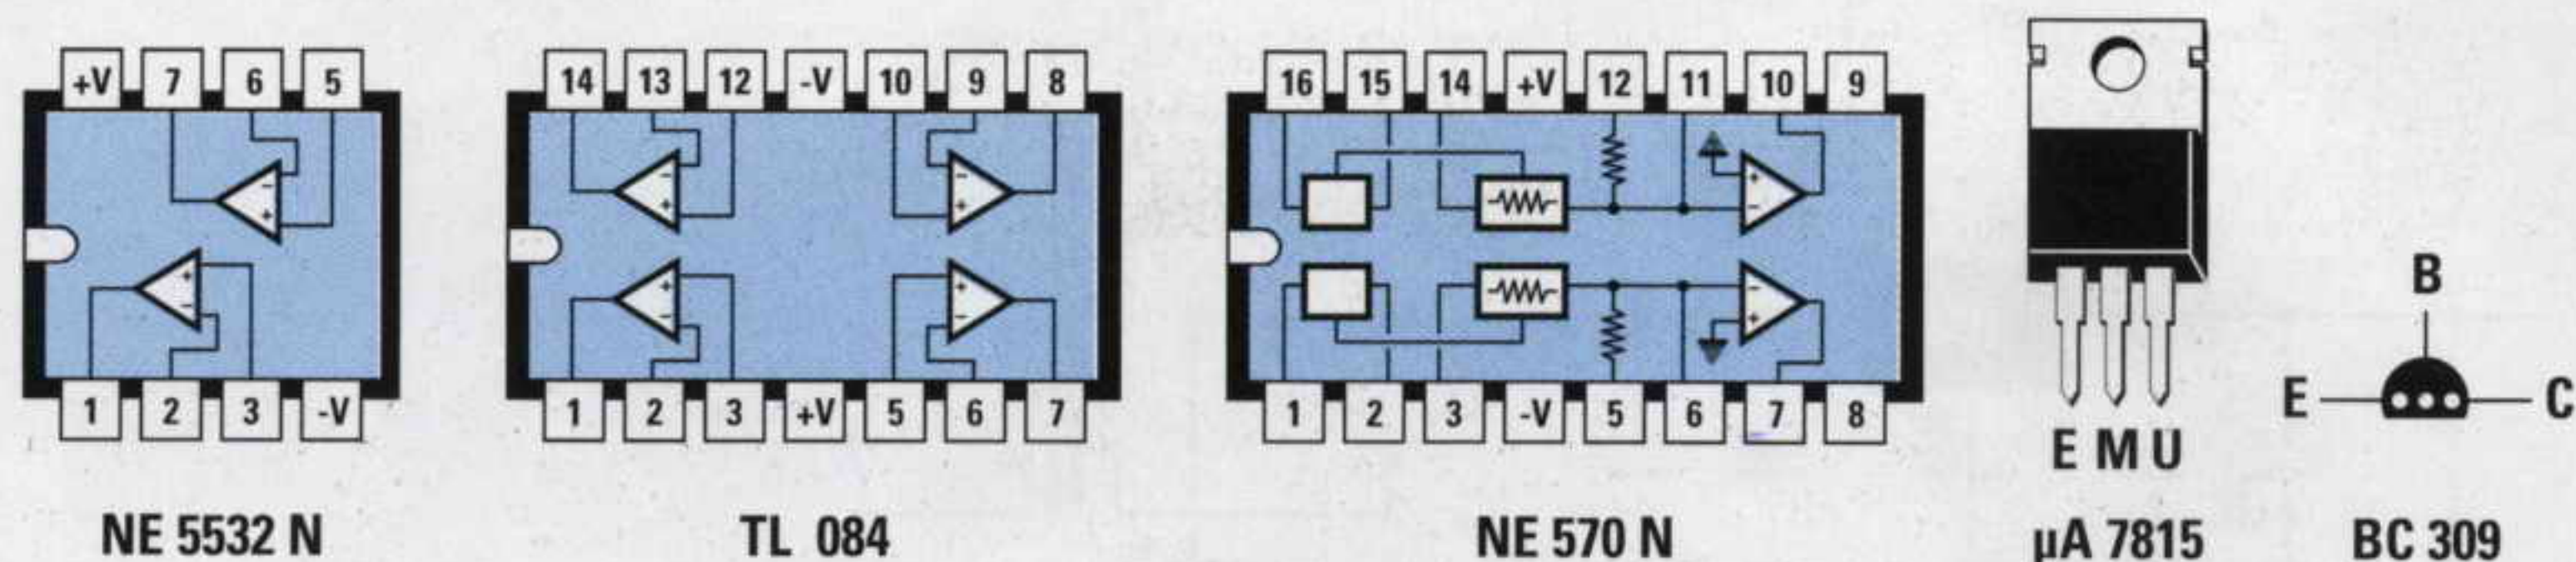 +V 7 6 5
1 2 3 -V
NE 5532 N
14 13 12 -V 10 9 8
1 2 3 +V 5 6 7
TL 084
16 15 14 +V 12 11 10 9
1 2 3 -V 5 6 7 8
NE 570 N
E M U
µA 7815
B
E C
BC 309